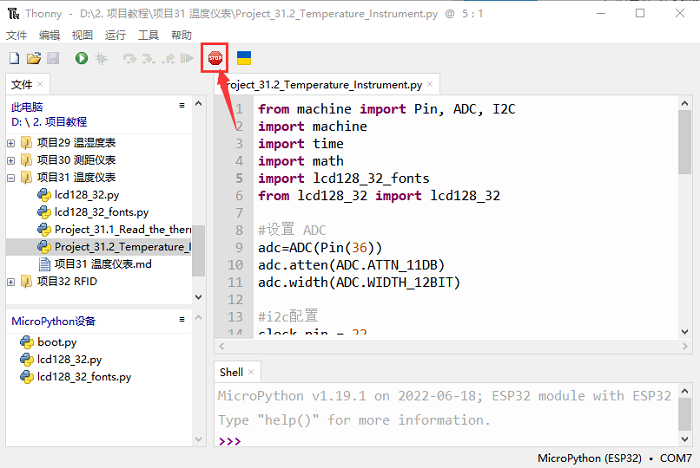 Thonny - D:\2. 项目教程\项目31 温度仪表\Project_31.2_Temperature_Instrument.py @ 5 : 1
文件 编辑 视图 运行 工具 帮助
STOP
文件 ×
此电脑
D: \ 2. 项目教程
项目29 温湿度表
项目30 测距仪表
项目31 温度仪表
lcd128_32.py
lcd128_32_fonts.py
Project_31.1_Read_the_ther
Project_31.2_Temperature_I
项目31 温度仪表.md
项目32 RFID
MicroPython设备
boot.py
lcd128_32.py
lcd128_32_fonts.py
roject_31.2_Temperature_Instrument.py ×
1 from machine import Pin, ADC, I2C
2 import machine
3 import time
4 import math
5 import lcd128_32_fonts
6 from lcd128_32 import lcd128_32
7
8 #设置 ADC
9 adc=ADC(Pin(36))
10 adc.atten(ADC.ATTN_11DB)
11 adc.width(ADC.WIDTH_12BIT)
12
13 #i2c配置
14 clock_pin = 22
Shell ×
MicroPython v1.19.1 on 2022-06-18; ESP32 module with ESP32
Type "help()" for more information.
>>>
MicroPython (ESP32) • COM7